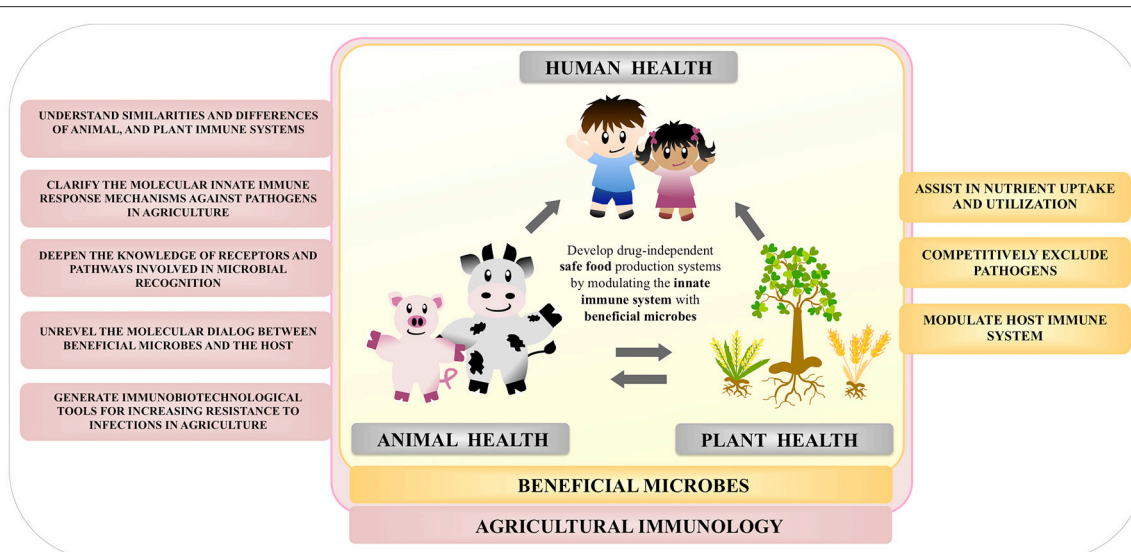 HUMAN HEALTH
UNDERSTAND SIMILARITIES AND DIFFERENCES
OF ANIMAL, AND PLANT IMMUNE SYSTEMS
CLARIFY THE MOLECULAR INNATE IMMUNE
RESPONSE MECHANISMS AGAINST PATHOGENS
IN AGRICULTURE
DEEPEN THE KNOWLEDGE OF RECEPTORS AND
PATHWAYS INVOLVED IN MICROBIAL
RECOGNITION
UNREVEL THE MOLECULAR DIALOG BETWEEN
BENEFICIAL MICROBES AND THE HOST
GENERATE IMMUNOBIOTECHNOLOGICAL
TOOLS FOR INCREASING RESISTANCE TO
INFECTIONS IN AGRICULTURE
Develop drug-independent
safe food production systems
by modulating the innate
immune system with
beneficial microbes
ASSIST IN NUTRIENT UPTAKE
AND UTILIZATION
COMPETITIVELY EXCLUDE
PATHOGENS
MODULATE HOST IMMUNE
SYSTEM
ANIMAL HEALTH
PLANT HEALTH
BENEFICIAL MICROBES
AGRICULTURAL IMMUNOLOGY